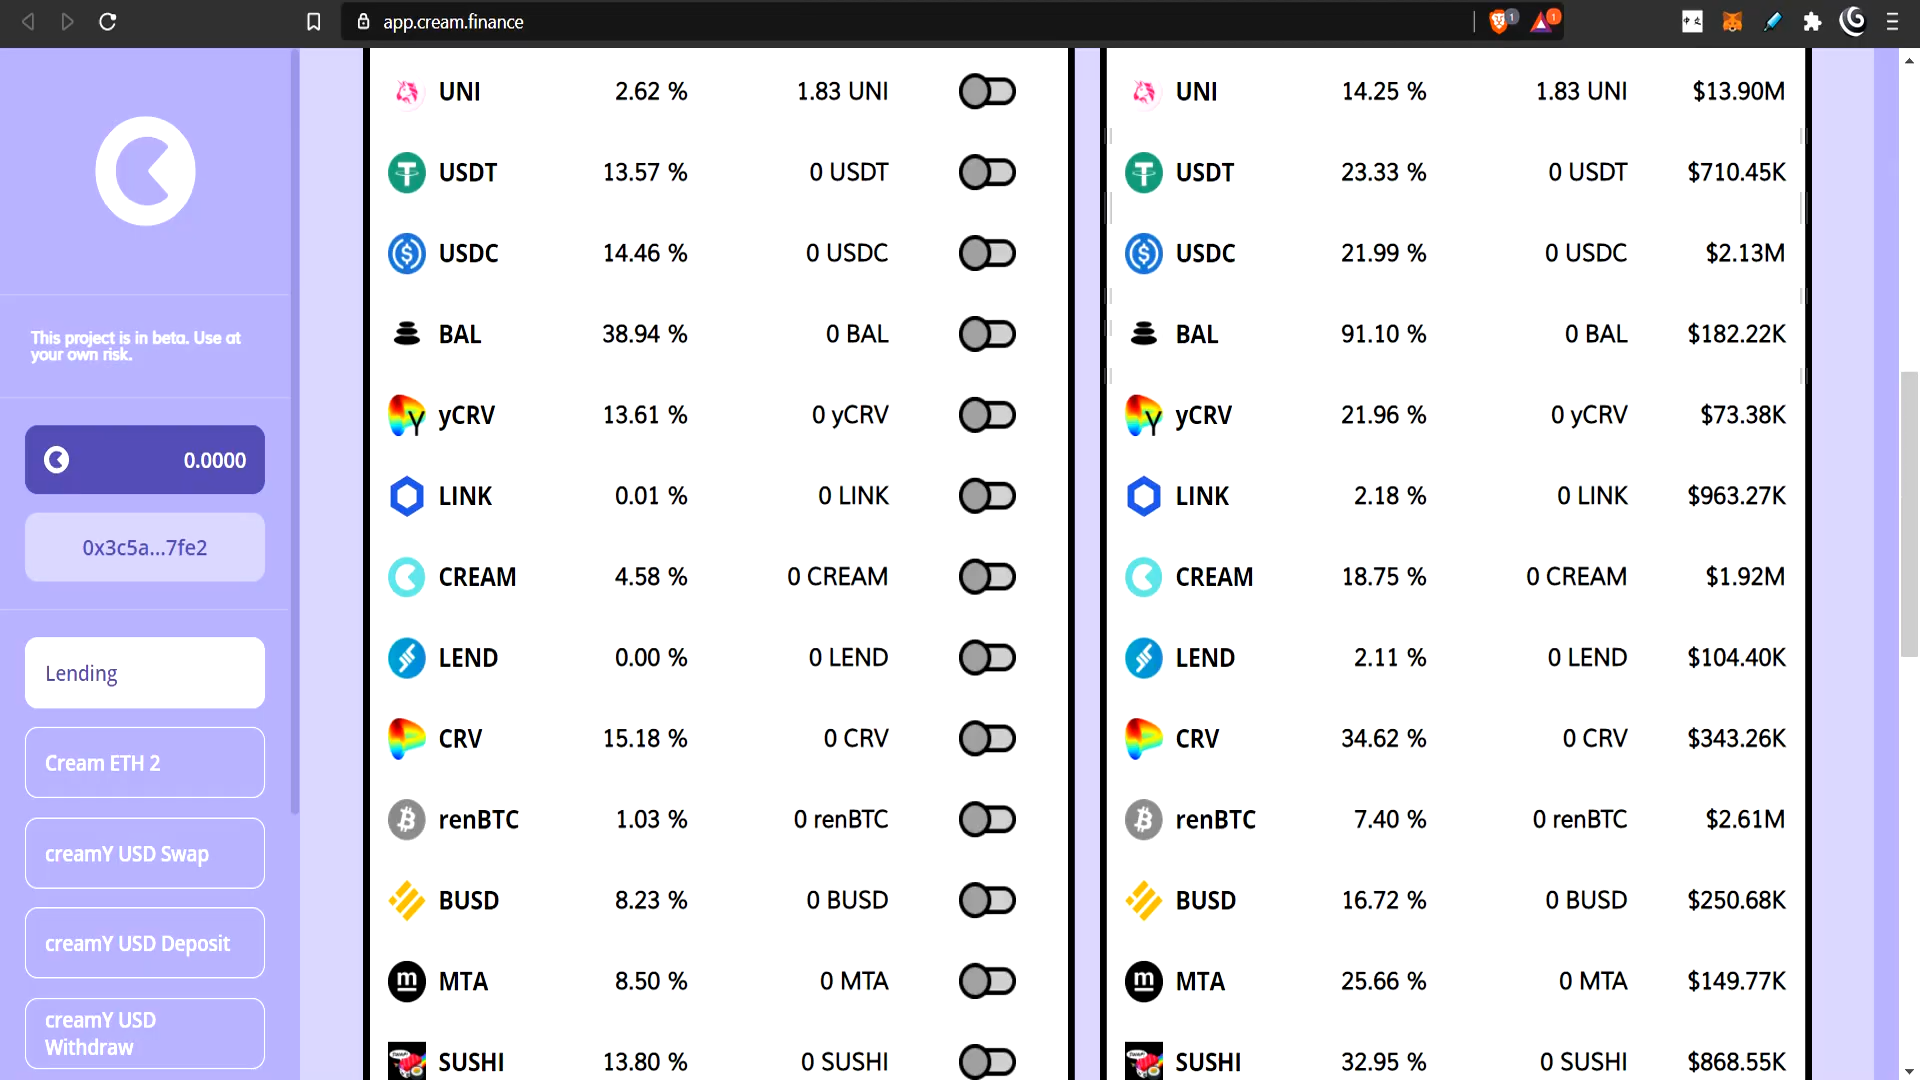 app.cream.finance
1
1
This project is in beta. Use at
your own risk.
0.0000
0x3c5a...7fe2
Lending
Cream ETH 2
creamY USD Swap
creamY USD Deposit
creamY USD
Withdraw
UNI 2.62 % 1.83 UNI
USDT 13.57 % 0 USDT
USDC 14.46 % 0 USDC
BAL 38.94 % 0 BAL
yCRV 13.61 % 0 yCRV
LINK 0.01 % 0 LINK
CREAM 4.58 % 0 CREAM
LEND 0.00 % 0 LEND
CRV 15.18 % 0 CRV
renBTC 1.03 % 0 renBTC
BUSD 8.23 % 0 BUSD
MTA 8.50 % 0 MTA
SUSHI 13.80 % 0 SUSHI
UNI 14.25 % 1.83 UNI $13.90M
USDT 23.33 % 0 USDT $710.45K
USDC 21.99 % 0 USDC $2.13M
BAL 91.10 % 0 BAL $182.22K
yCRV 21.96 % 0 yCRV $73.38K
LINK 2.18 % 0 LINK $963.27K
CREAM 18.75 % 0 CREAM $1.92M
LEND 2.11 % 0 LEND $104.40K
CRV 34.62 % 0 CRV $343.26K
renBTC 7.40 % 0 renBTC $2.61M
BUSD 16.72 % 0 BUSD $250.68K
MTA 25.66 % 0 MTA $149.77K
SUSHI 32.95 % 0 SUSHI $868.55K